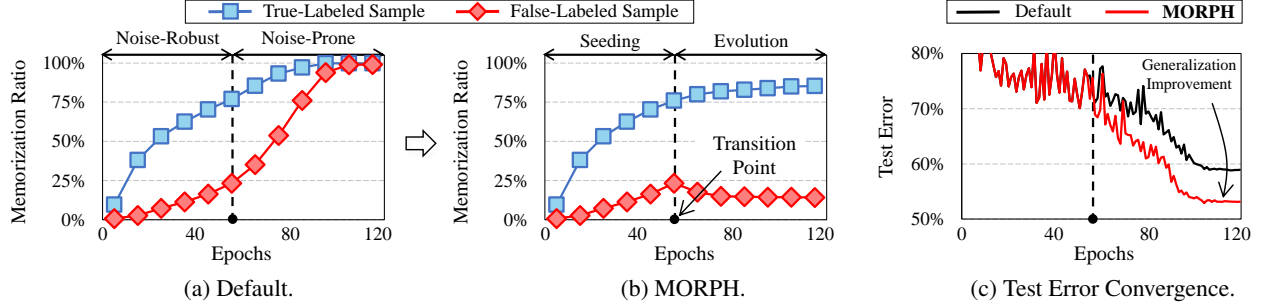 True-Labeled Sample False-Labeled Sample
Noise-Robust Noise-Prone
100%
75%
50%
25%
0%
Memorization Ratio
0 40 80 120
Epochs
(a) Default.
Seeding Evolution
100%
75%
50%
25%
0%
Memorization Ratio
Transition
Point
0 40 80 120
Epochs
(b) MORPH.
Default MORPH
80%
70%
60%
50%
Test Error
Generalization
Improvement
0 20 40 60 80 100 120
Epochs
(c) Test Error Convergence.